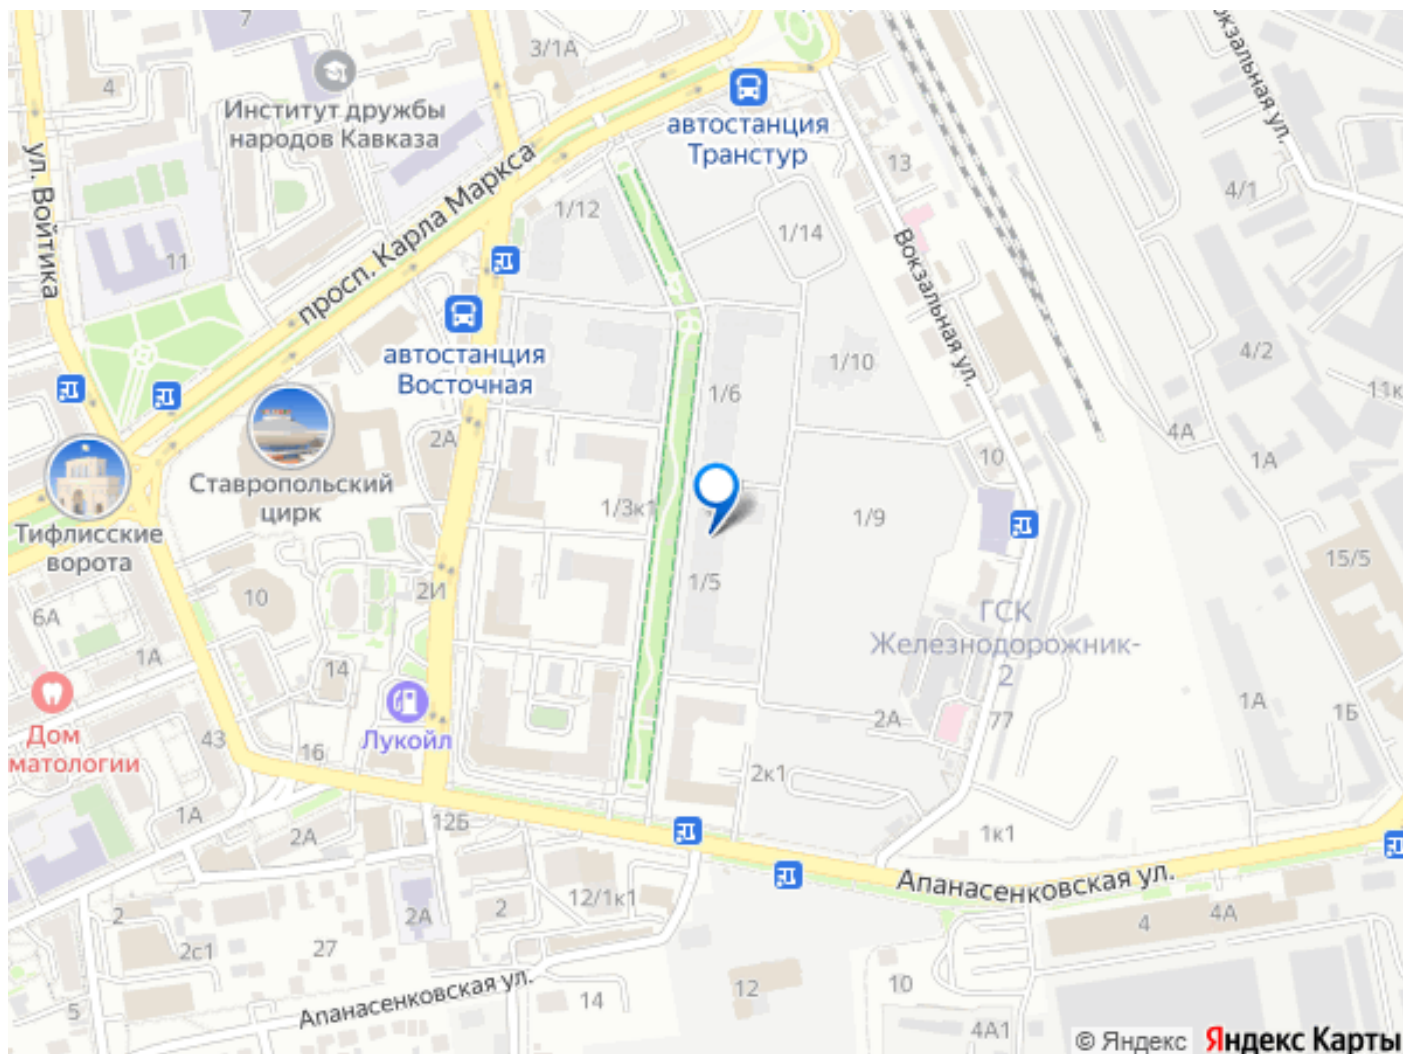 7
3/1А
4
Институт дружбы
народов Кавказа
автостанция
Транстур
Вокзальная ул.
ул. Войтика
просп. Карла Маркса
13
4/1
1/12
1/14
11
Вокзальная ул.
автостанция
Восточная
4/2
1/10
1/6
11к
2А
4А
10
1А
Ставропольский
цирк
1/3к1
1/9
Тифлисские
ворота
15/5
1/5
2И
10
6А
ГСК
Железнодорожник-
2
1А
14
1А
1Б
2А
77
Дом
матологии
43
16
Лукойл
2к1
1А
2А
12Б
1к1
Апанасенковская ул.
2
2А
2
12/1к1
4
4А
2с1
27
Апанасенковская ул.
5
14
12
10
4А1
© Яндекс Яндекс Карты